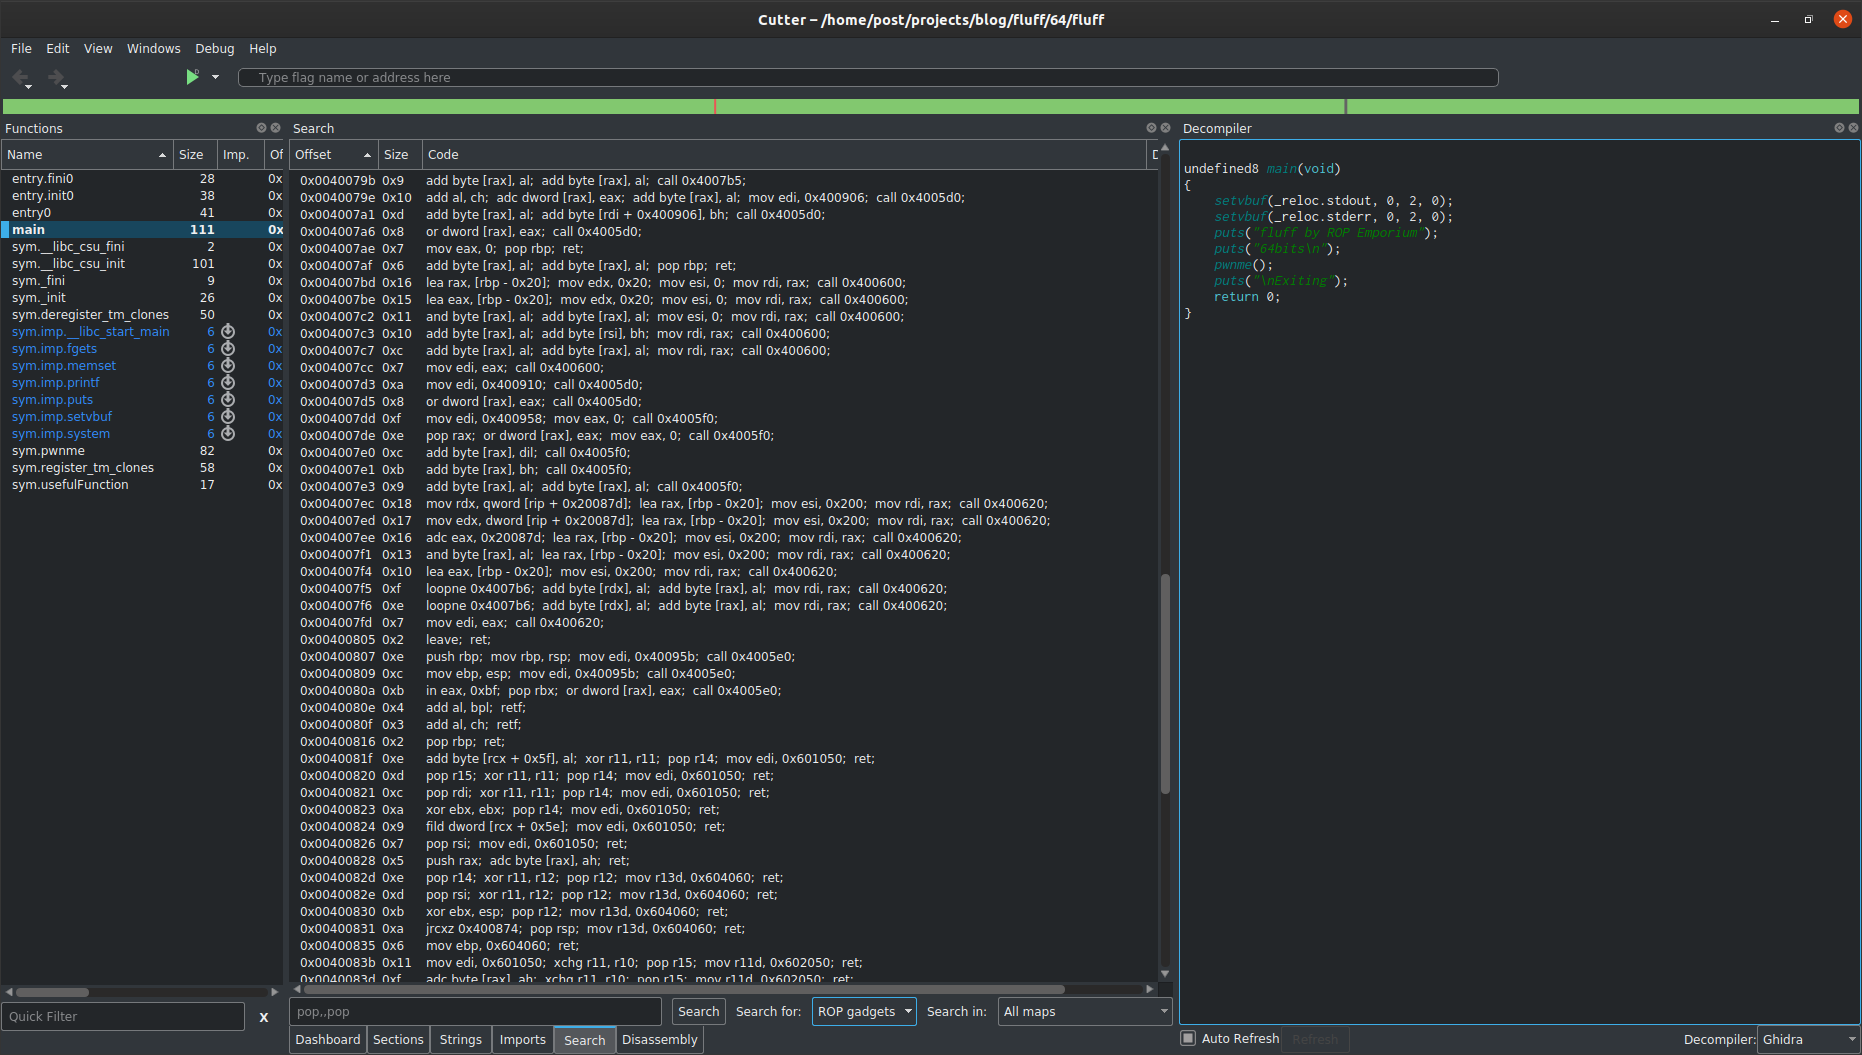 Cutter – /home/post/projects/blog/fluff/64/fluff
File Edit View Windows Debug Help
Type flag name or address here
Functions
Name Size Imp. Of
entry.fini0 28 0x
entry.init0 38 0x
entry0 41 0x
main 111 0x
sym.__libc_csu_fini 2 0x
sym.__libc_csu_init 101 0x
sym._fini 9 0x
sym._init 26 0x
sym.deregister_tm_clones 50 0x
sym.imp.__libc_start_main 6 0x
sym.imp.fgets 6 0x
sym.imp.memset 6 0x
sym.imp.printf 6 0x
sym.imp.puts 6 0x
sym.imp.setvbuf 6 0x
sym.imp.system 6 0x
sym.pwnme 82 0x
sym.register_tm_clones 58 0x
sym.usefulFunction 17 0x
Quick Filter X
Search
Offset Size Code D
0x0040079b 0x9 add byte [rax], al; add byte [rax], al; call 0x4007b5;
0x0040079e 0x10 add al, ch; adc dword [rax], eax; add byte [rax], al; mov edi, 0x400906; call 0x4005d0;
0x004007a1 0xd add byte [rax], al; add byte [rdi + 0x400906], bh; call 0x4005d0;
0x004007a6 0x8 or dword [rax], eax; call 0x4005d0;
0x004007ae 0x7 mov eax, 0; pop rbp; ret;
0x004007af 0x6 add byte [rax], al; add byte [rax], al; pop rbp; ret;
0x004007bd 0x16 lea rax, [rbp - 0x20]; mov edx, 0x20; mov esi, 0; mov rdi, rax; call 0x400600;
0x004007be 0x15 lea eax, [rbp - 0x20]; mov edx, 0x20; mov esi, 0; mov rdi, rax; call 0x400600;
0x004007c2 0x11 and byte [rax], al; add byte [rax], al; mov esi, 0; mov rdi, rax; call 0x400600;
0x004007c3 0x10 add byte [rax], al; add byte [rsi], bh; mov rdi, rax; call 0x400600;
0x004007c7 0xc add byte [rax], al; add byte [rax], al; mov rdi, rax; call 0x400600;
0x004007cc 0x7 mov edi, eax; call 0x400600;
0x004007d3 0xa mov edi, 0x400910; call 0x4005d0;
0x004007d5 0x8 or dword [rax], eax; call 0x4005d0;
0x004007dd 0xf mov edi, 0x400958; mov eax, 0; call 0x4005f0;
0x004007de 0xe pop rax; or dword [rax], eax; mov eax, 0; call 0x4005f0;
0x004007e0 0xc add byte [rax], dil; call 0x4005f0;
0x004007e1 0xb add byte [rax], bh; call 0x4005f0;
0x004007e3 0x9 add byte [rax], al; add byte [rax], al; call 0x4005f0;
0x004007ec 0x18 mov rdx, qword [rip + 0x20087d]; lea rax, [rbp - 0x20]; mov esi, 0x200; mov rdi, rax; call 0x400620;
0x004007ed 0x17 mov edx, dword [rip + 0x20087d]; lea rax, [rbp - 0x20]; mov esi, 0x200; mov rdi, rax; call 0x400620;
0x004007ee 0x16 adc eax, 0x20087d; lea rax, [rbp - 0x20]; mov esi, 0x200; mov rdi, rax; call 0x400620;
0x004007f1 0x13 and byte [rax], al; lea rax, [rbp - 0x20]; mov esi, 0x200; mov rdi, rax; call 0x400620;
0x004007f4 0x10 lea eax, [rbp - 0x20]; mov esi, 0x200; mov rdi, rax; call 0x400620;
0x004007f5 0xf loopne 0x4007b6; add byte [rdx], al; add byte [rax], al; mov rdi, rax; call 0x400620;
0x004007f6 0xe loopne 0x4007b6; add byte [rdx], al; add byte [rax], al; mov rdi, rax; call 0x400620;
0x004007fd 0x7 mov edi, eax; call 0x400620;
0x00400805 0x2 leave; ret;
0x00400807 0xe push rbp; mov rbp, rsp; mov edi, 0x40095b; call 0x4005e0;
0x00400809 0xc mov ebp, esp; mov edi, 0x40095b; call 0x4005e0;
0x0040080a 0xb in eax, 0xbf; pop rbx; or dword [rax], eax; call 0x4005e0;
0x0040080e 0x4 add al, bpl; retf;
0x0040080f 0x3 add al, ch; retf;
0x00400816 0x2 pop rbp; ret;
0x0040081f 0xe add byte [rcx + 0x5f], al; xor r11, r11; pop r14; mov edi, 0x601050; ret;
0x00400820 0xd pop r15; xor r11, r11; pop r14; mov edi, 0x601050; ret;
0x00400821 0xc pop rdi; xor r11, r11; pop r14; mov edi, 0x601050; ret;
0x00400823 0xa xor ebx, ebx; pop r14; mov edi, 0x601050; ret;
0x00400824 0x9 fild dword [rcx + 0x5e]; mov edi, 0x601050; ret;
0x00400826 0x7 pop rsi; mov edi, 0x601050; ret;
0x00400828 0x5 push rax; adc byte [rax], ah; ret;
0x0040082d 0xe pop r14; xor r11, r12; pop r12; mov r13d, 0x604060; ret;
0x0040082e 0xd pop rsi; xor r11, r12; pop r12; mov r13d, 0x604060; ret;
0x00400830 0xb xor ebx, esp; pop r12; mov r13d, 0x604060; ret;
0x00400831 0xa jrcxz 0x400874; pop rsp; mov r13d, 0x604060; ret;
0x00400835 0x6 mov ebp, 0x604060; ret;
0x0040083b 0x11 mov edi, 0x601050; xchg r11, r10; pop r15; mov r11d, 0x602050; ret;
0x0040083d 0xf adc byte [rax], ah; xchg r11, r10; pop r15; mov r11d, 0x602050; ret;
pop,,pop Search Search for: ROP gadgets Search in: All maps
Dashboard Sections Strings Imports Search Disassembly
Decompiler
undefined8 main(void)
{
setvbuf(_reloc.stdout, 0, 2, 0);
setvbuf(_reloc.stderr, 0, 2, 0);
puts("fluff by ROP Emporium");
puts("64bits\n");
pwnme();
puts("\nExiting");
return 0;
}
Auto Refresh Refresh Decompiler: Ghidra